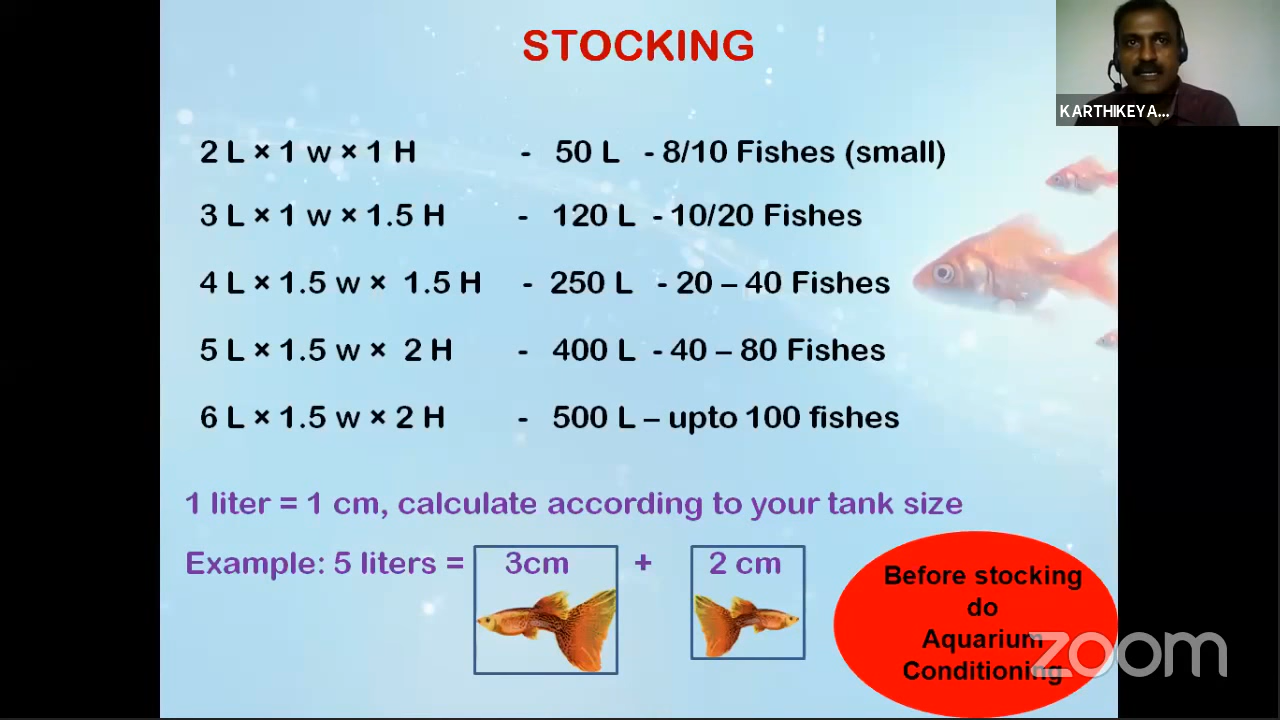 STOCKING
KARTHIKEYA...
2 L × 1 w × 1 H - 50 L - 8/10 Fishes (small)
3 L × 1 w × 1.5 H - 120 L - 10/20 Fishes
4 L × 1.5 w × 1.5 H - 250 L - 20 – 40 Fishes
5 L × 1.5 w × 2 H - 400 L - 40 – 80 Fishes
6 L × 1.5 w × 2 H - 500 L – upto 100 fishes
1 liter = 1 cm, calculate according to your tank size
Example: 5 liters = 3cm + 2 cm
Before stocking
do
Aquarium
Conditioning
zoom